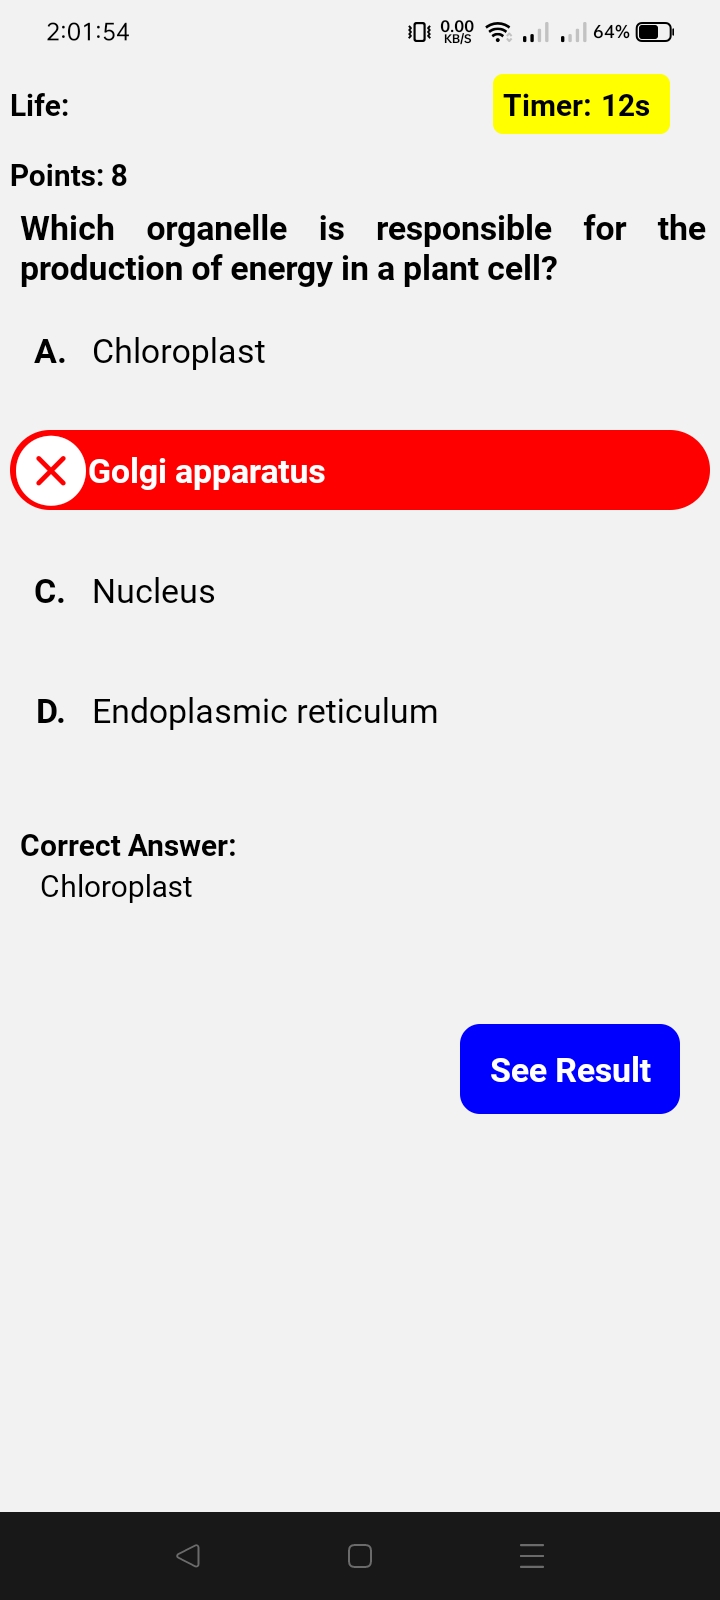 2:01:54 0.00 KB/S 64%
Life: Timer: 12s
Points: 8
Which organelle is responsible for the
production of energy in a plant cell?
A. Chloroplast
Golgi apparatus
C. Nucleus
D. Endoplasmic reticulum
Correct Answer:
Chloroplast
See Result